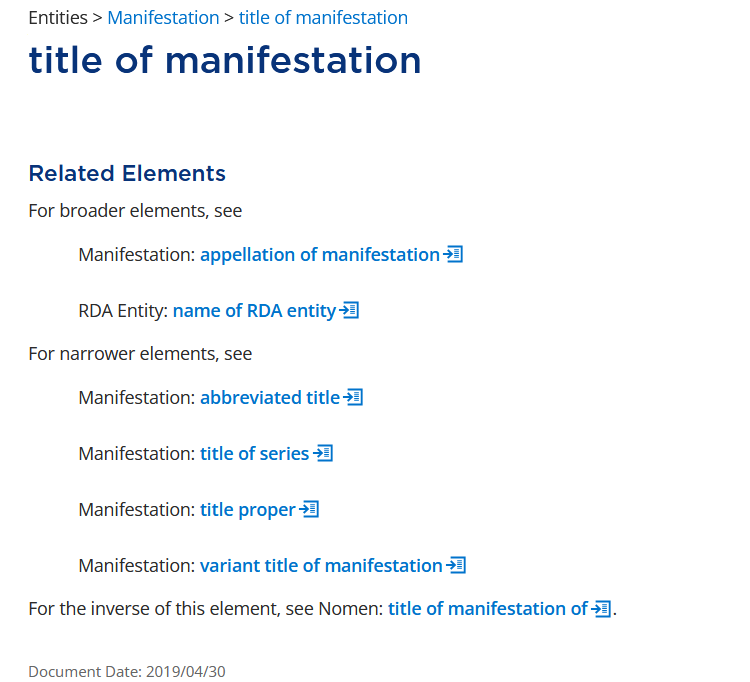 Entities > Manifestation > title of manifestation
title of manifestation
Related Elements
For broader elements, see
Manifestation: appellation of manifestation
RDA Entity: name of RDA entity
For narrower elements, see
Manifestation: abbreviated title
Manifestation: title of series
Manifestation: title proper
Manifestation: variant title of manifestation
For the inverse of this element, see Nomen: title of manifestation of.
Document Date: 2019/04/30